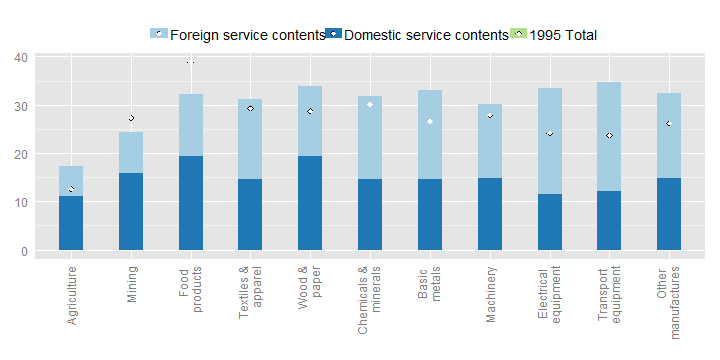 Foreign service contents Domestic service contents 1995 Total
40
30
20
10
0
Agriculture
Mining
Food
products
Textiles &
apparel
Wood &
paper
Chemicals &
minerals
Basic
metals
Machinery
Electrical
equipment
Transport
equipment
Other
manufactures